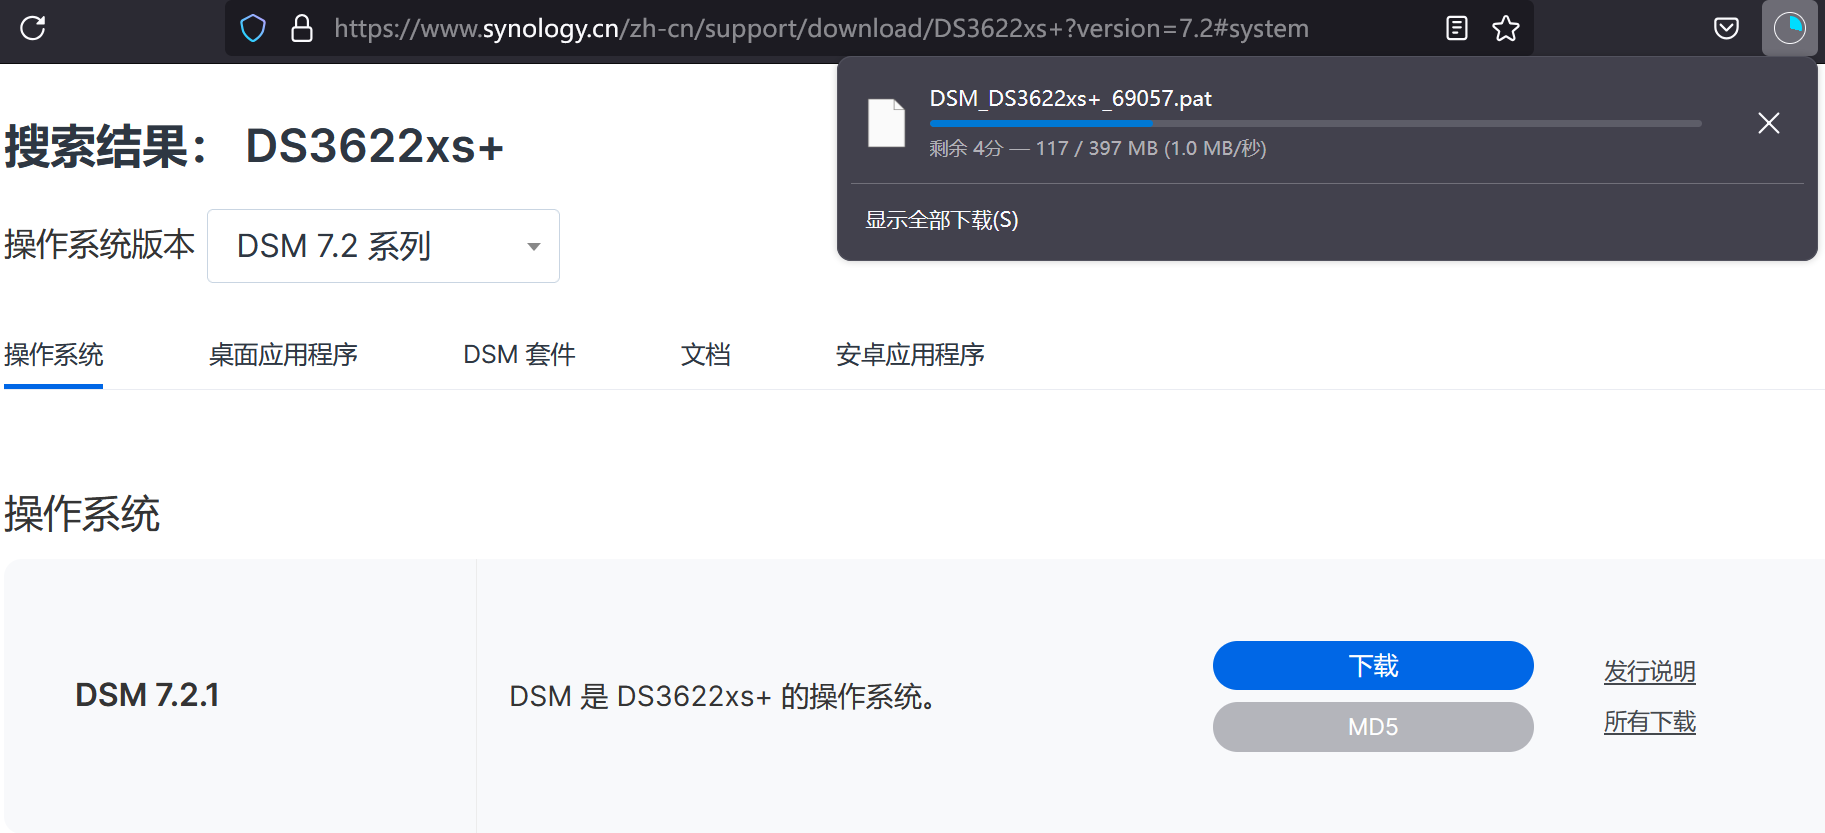 https://www.synology.cn/zh-cn/support/download/DS3622xs+?version=7.2#system
DSM_DS3622xs+_69057.pat
剩余 4分 — 117 / 397 MB (1.0 MB/秒)
显示全部下载(S)
搜索结果： DS3622xs+
操作系统版本 DSM 7.2 系列
操作系统 桌面应用程序 DSM 套件 文档 安卓应用程序
操作系统
DSM 7.2.1
DSM 是 DS3622xs+ 的操作系统。
下载
MD5
发行说明
所有下载